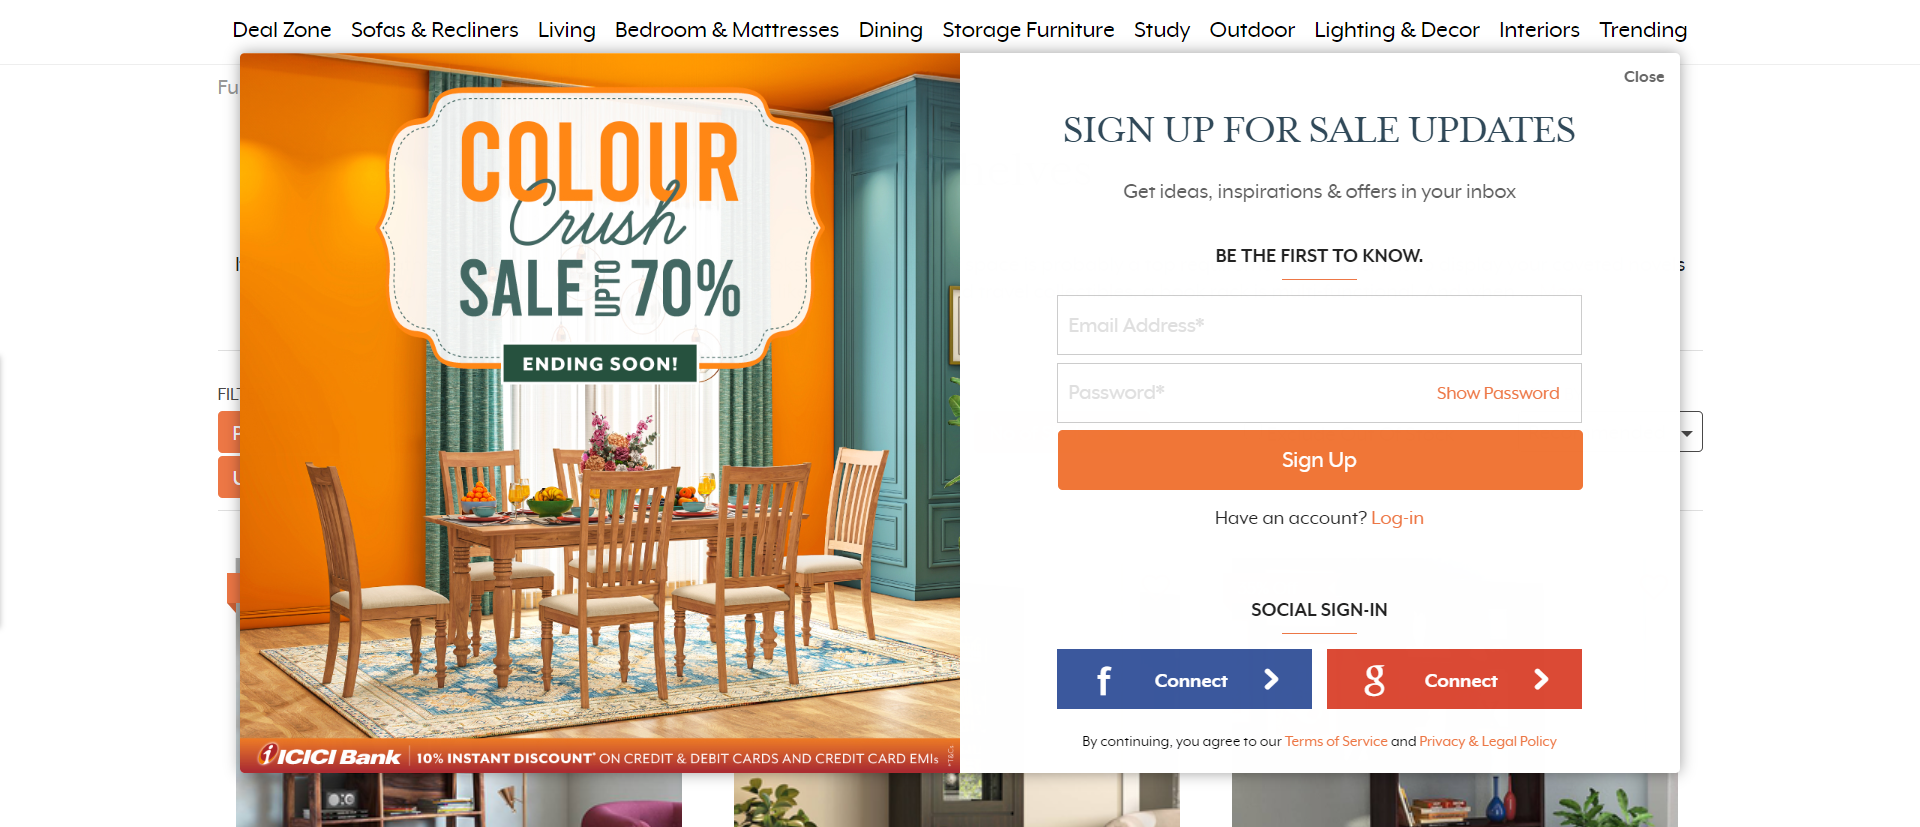 Deal Zone Sofas & Recliners Living Bedroom & Mattresses Dining Storage Furniture Study Outdoor Lighting & Decor Interiors Trending
Close
COLOUR
Crush
SALE UPTO 70%
ENDING SOON!
ICICI Bank 10% INSTANT DISCOUNT* ON CREDIT & DEBIT CARDS AND CREDIT CARD EMIs *T&Cs
SIGN UP FOR SALE UPDATES
Get ideas, inspirations & offers in your inbox
BE THE FIRST TO KNOW.
Email Address*
Password* Show Password
Sign Up
Have an account? Log-in
SOCIAL SIGN-IN
f Connect
g Connect
By continuing, you agree to our Terms of Service and Privacy & Legal Policy